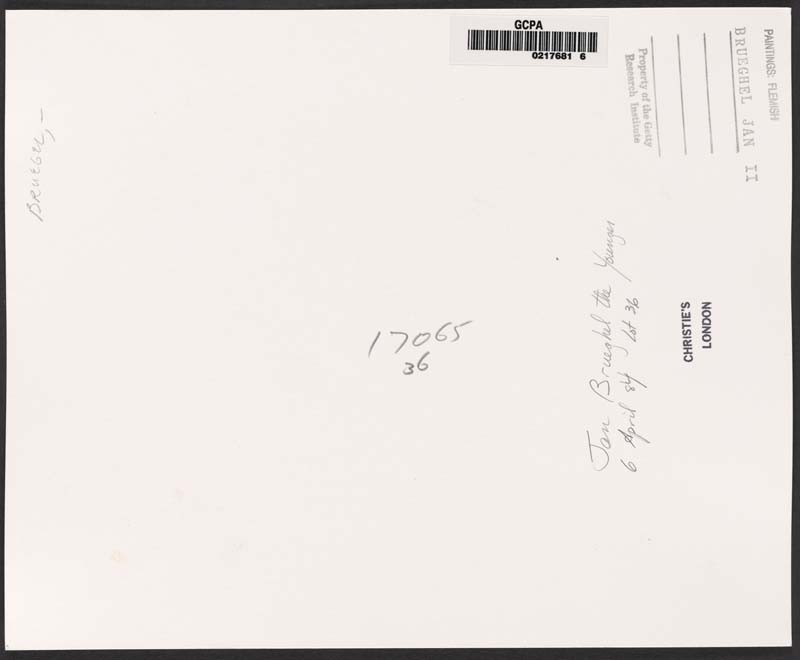 GCPA
0217681 6
PAINTINGS: FLEMISH
BRUEGHEL JAN II
Property of the Getty
Research Institute
BRUEGEL, –
17065
36
Jan Brueghel the Younger
6 April 84 Lot 36
CHRISTIE'S
LONDON